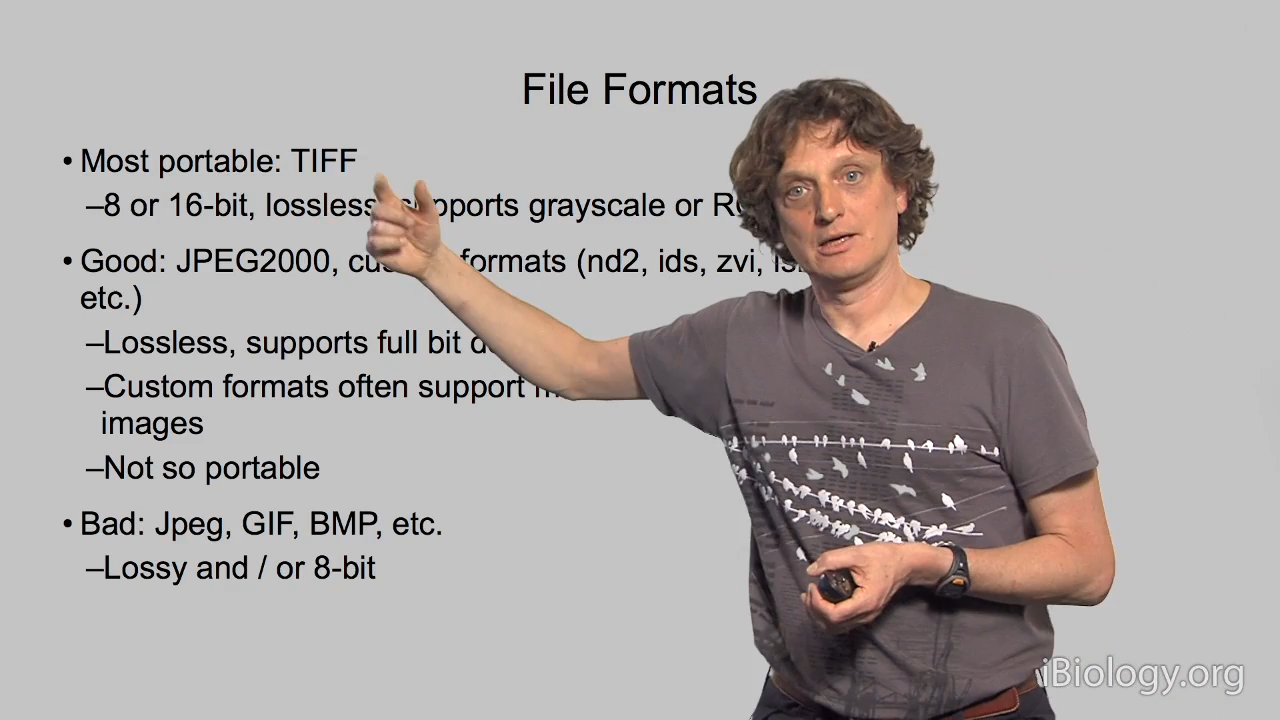 File Formats
• Most portable: TIFF
–8 or 16-bit, lossless, supports grayscale or
• Good: JPEG2000, formats (nd2, ids, zvi,
etc.)
–Lossless, supports full bit
–Custom formats often support
images
–Not so portable
• Bad: Jpeg, GIF, BMP, etc.
–Lossy and / or 8-bit
iBiology.org